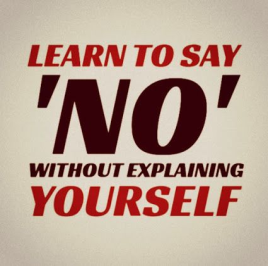 LEARN TO SAY
'NO'
WITHOUT EXPLAINING
YOURSELF